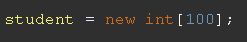 student = new int[100];